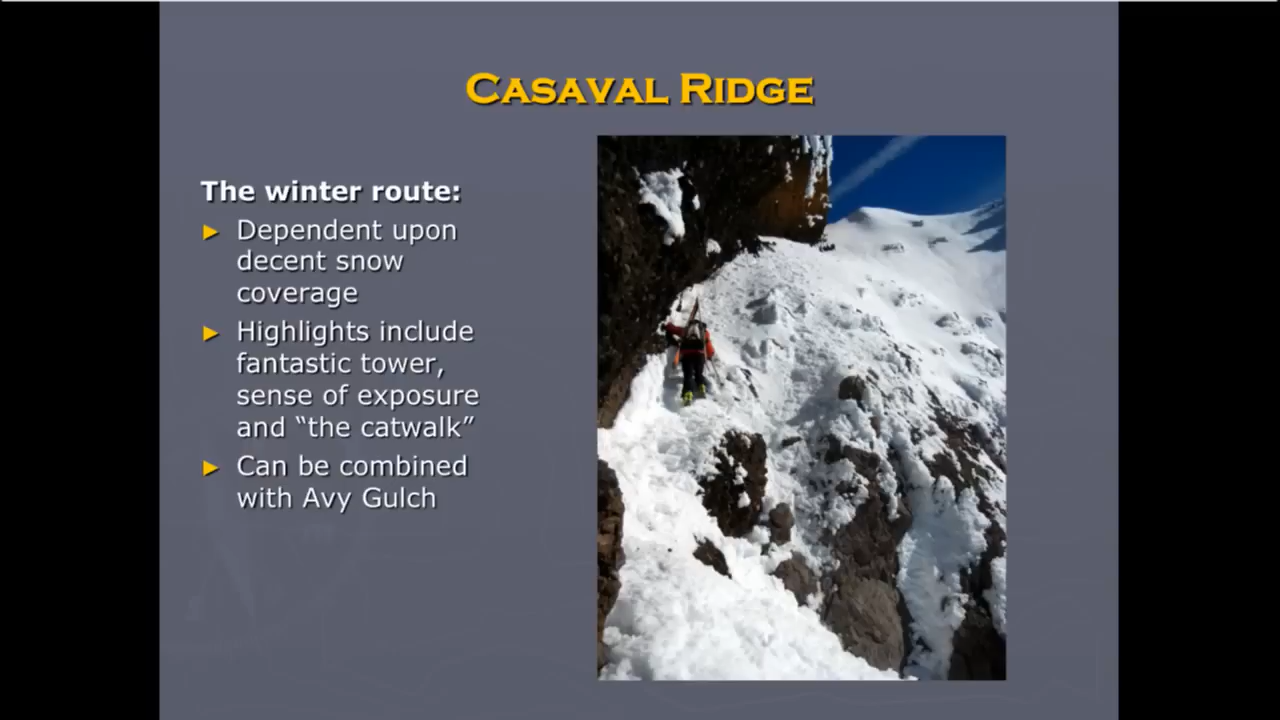 CASAVAL RIDGE
The winter route:
► Dependent upon
decent snow
coverage
► Highlights include
fantastic tower,
sense of exposure
and “the catwalk”
► Can be combined
with Avy Gulch